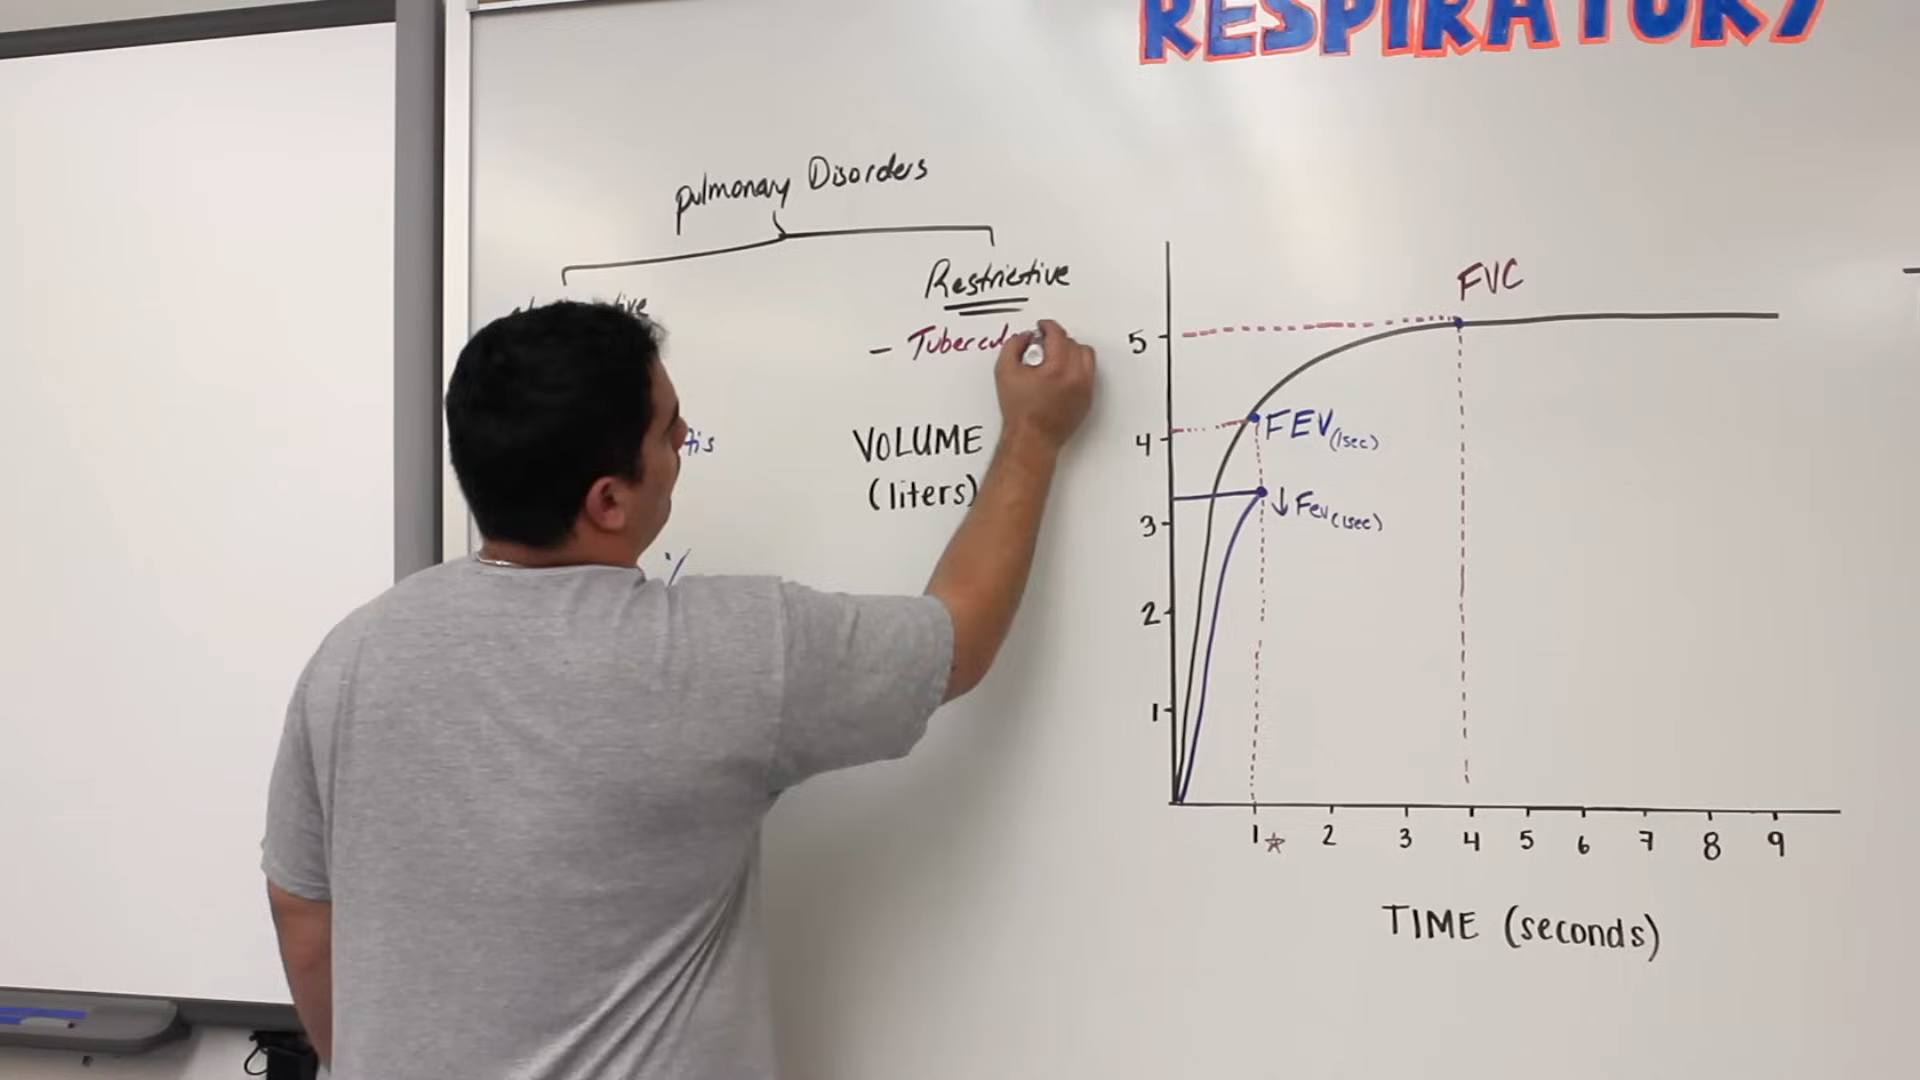 RESPIRATORY
pulmonary Disorders
Restrictive
- Tubercul
VOLUME
(liters)
FVC
FEV(1sec)
↓ Fev(1sec)
5
4
3
2
1
1 ☆ 2 3 4 5 6 7 8 9
TIME (seconds)